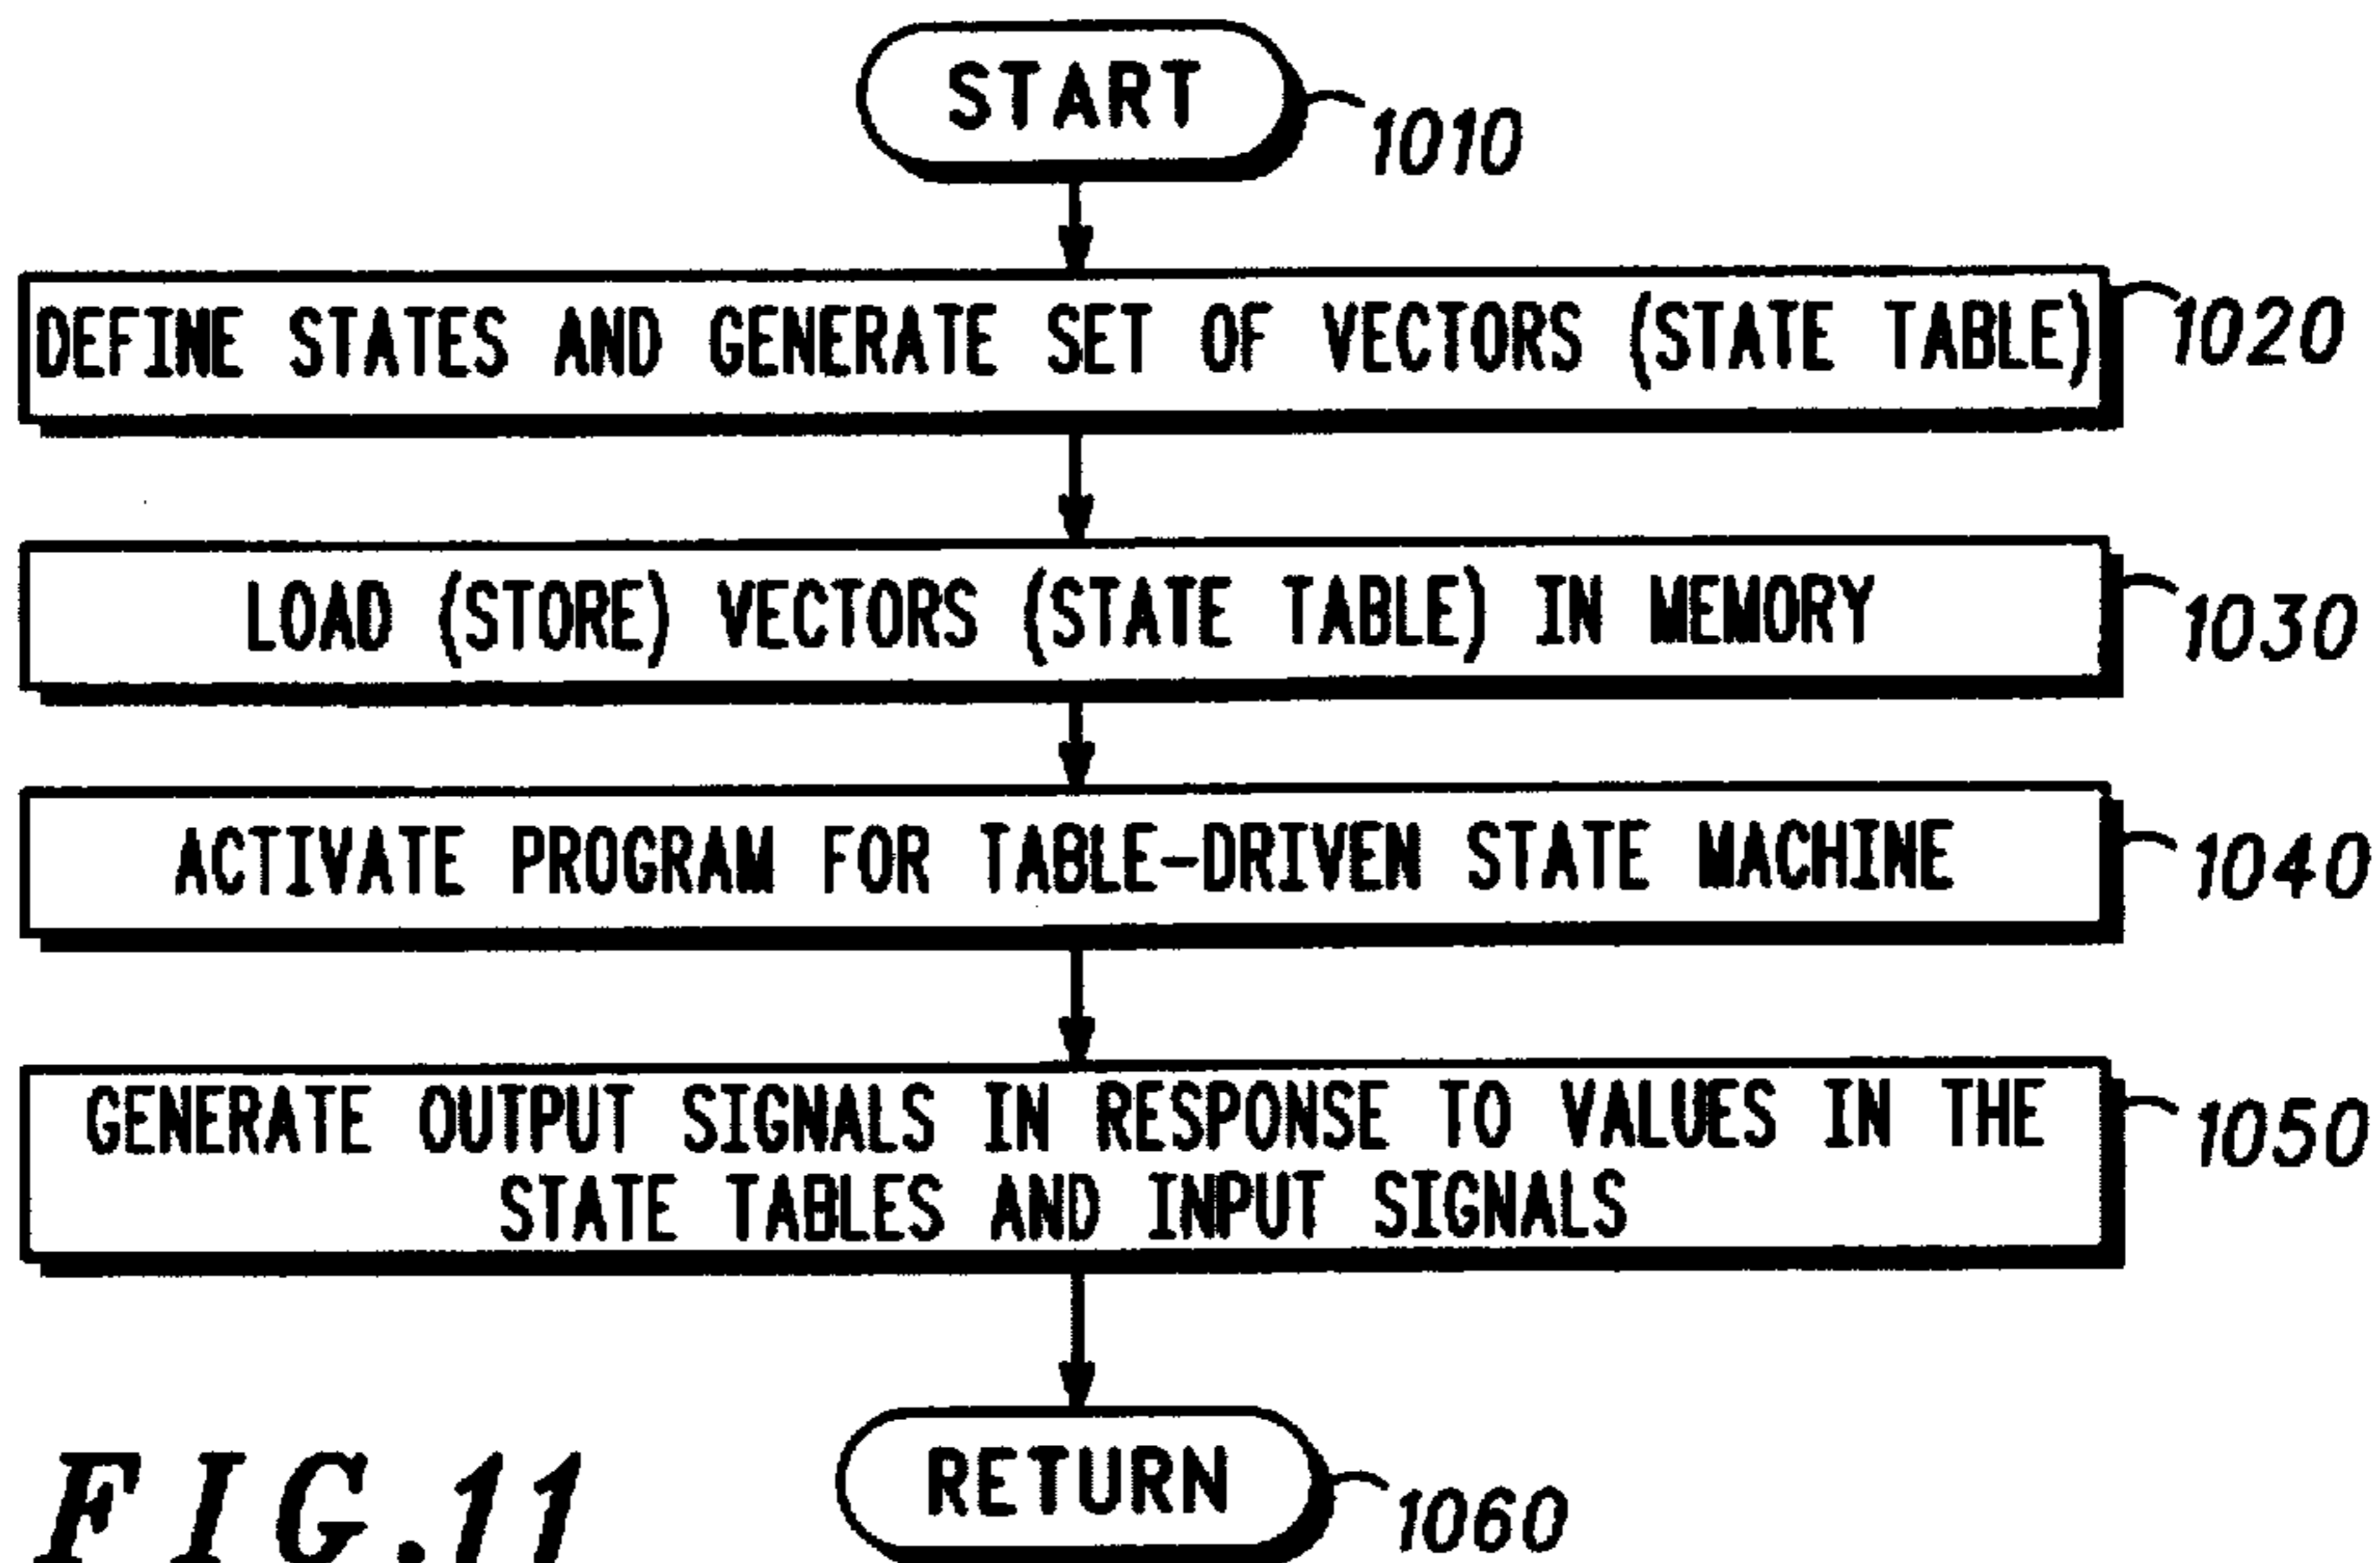 START
1010
DEFINE STATES AND GENERATE SET OF VECTORS (STATE TABLE)
1020
LOAD (STORE) VECTORS (STATE TABLE) IN MEMORY
1030
ACTIVATE PROGRAM FOR TABLE-DRIVEN STATE MACHINE
1040
GENERATE OUTPUT SIGNALS IN RESPONSE TO VALUES IN THE
STATE TABLES AND INPUT SIGNALS
1050
RETURN
1060
FIG.11